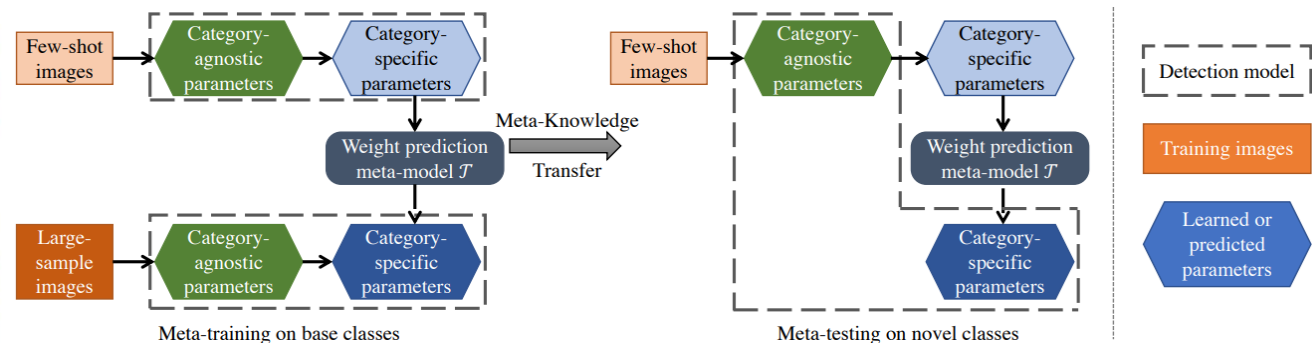 Few-shot
images
Category-
agnostic
parameters
Category-
specific
parameters
Weight prediction
meta-model 𝒯
Large-
sample
images
Category-
agnostic
parameters
Category-
specific
parameters
Meta-training on base classes
Meta-Knowledge
Transfer
Few-shot
images
Category-
agnostic
parameters
Category-
specific
parameters
Weight prediction
meta-model 𝒯
Category-
specific
parameters
Meta-testing on novel classes
Detection model
Training images
Learned or
predicted
parameters